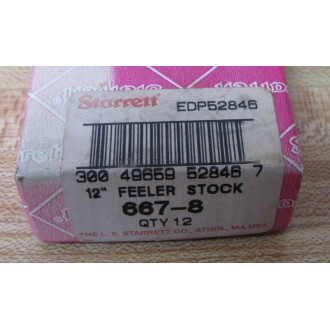 Starrett EDP52846
300 49659 52846 7
12" FEELER STOCK
667-8
QTY 12
THE L. S. STARRETT CO., ATHOL, MA. USA